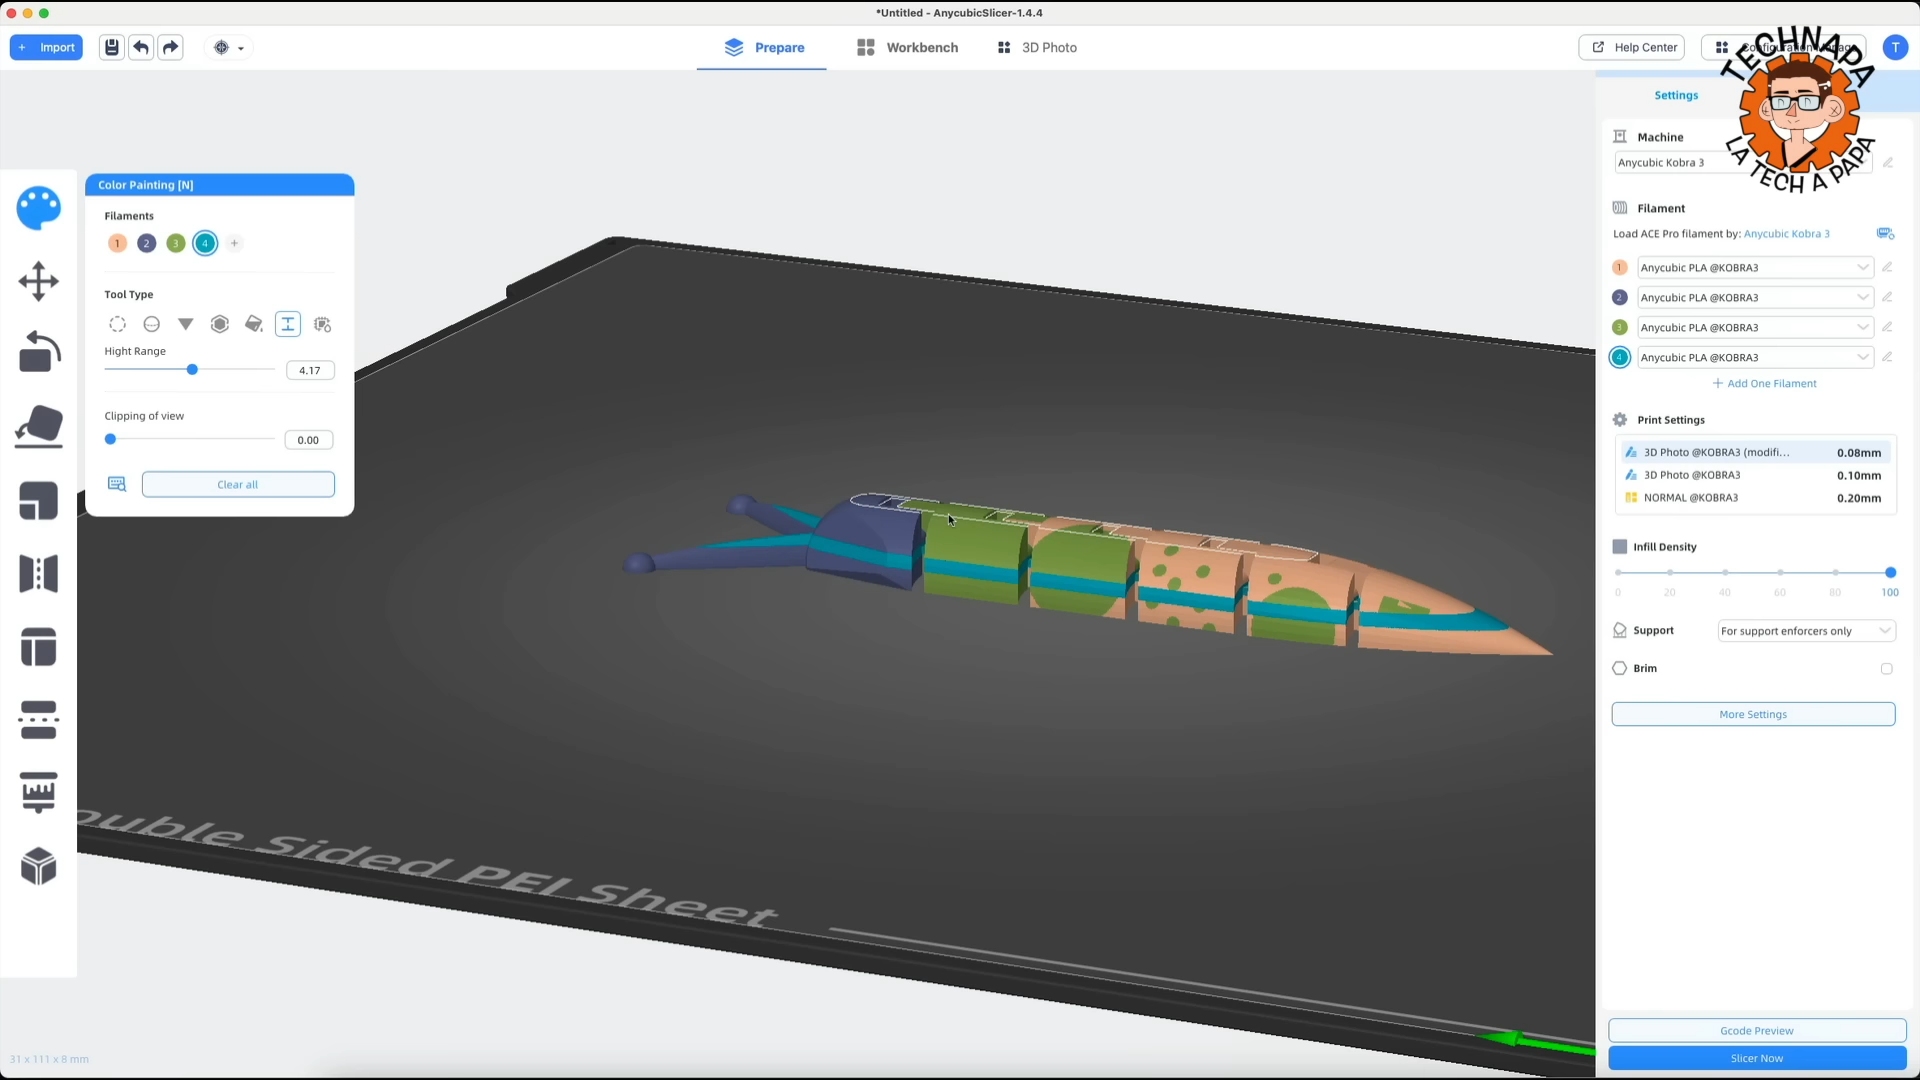 *Untitled - AnycubicSlicer-1.4.4
+ Import
Prepare
Workbench
3D Photo
Help Center
T
TECHNAPA
LA TECH A PAPA
Settings
Color Painting [N]
Filaments
1 2 3 4 +
Tool Type
Hight Range
4.17
Clipping of view
0.00
Clear all
Machine
Anycubic Kobra 3
Filament
Load ACE Pro filament by: Anycubic Kobra 3
1 Anycubic PLA @KOBRA3
2 Anycubic PLA @KOBRA3
3 Anycubic PLA @KOBRA3
4 Anycubic PLA @KOBRA3
+ Add One Filament
Print Settings
3D Photo @KOBRA3 (modifi... 0.08mm
3D Photo @KOBRA3 0.10mm
NORMAL @KOBRA3 0.20mm
Infill Density
0 20 40 60 80 100
Support For support enforcers only
Brim
More Settings
ouble Sided PEI Sheet
31 x 111 x 8 mm
Gcode Preview
Slicer Now